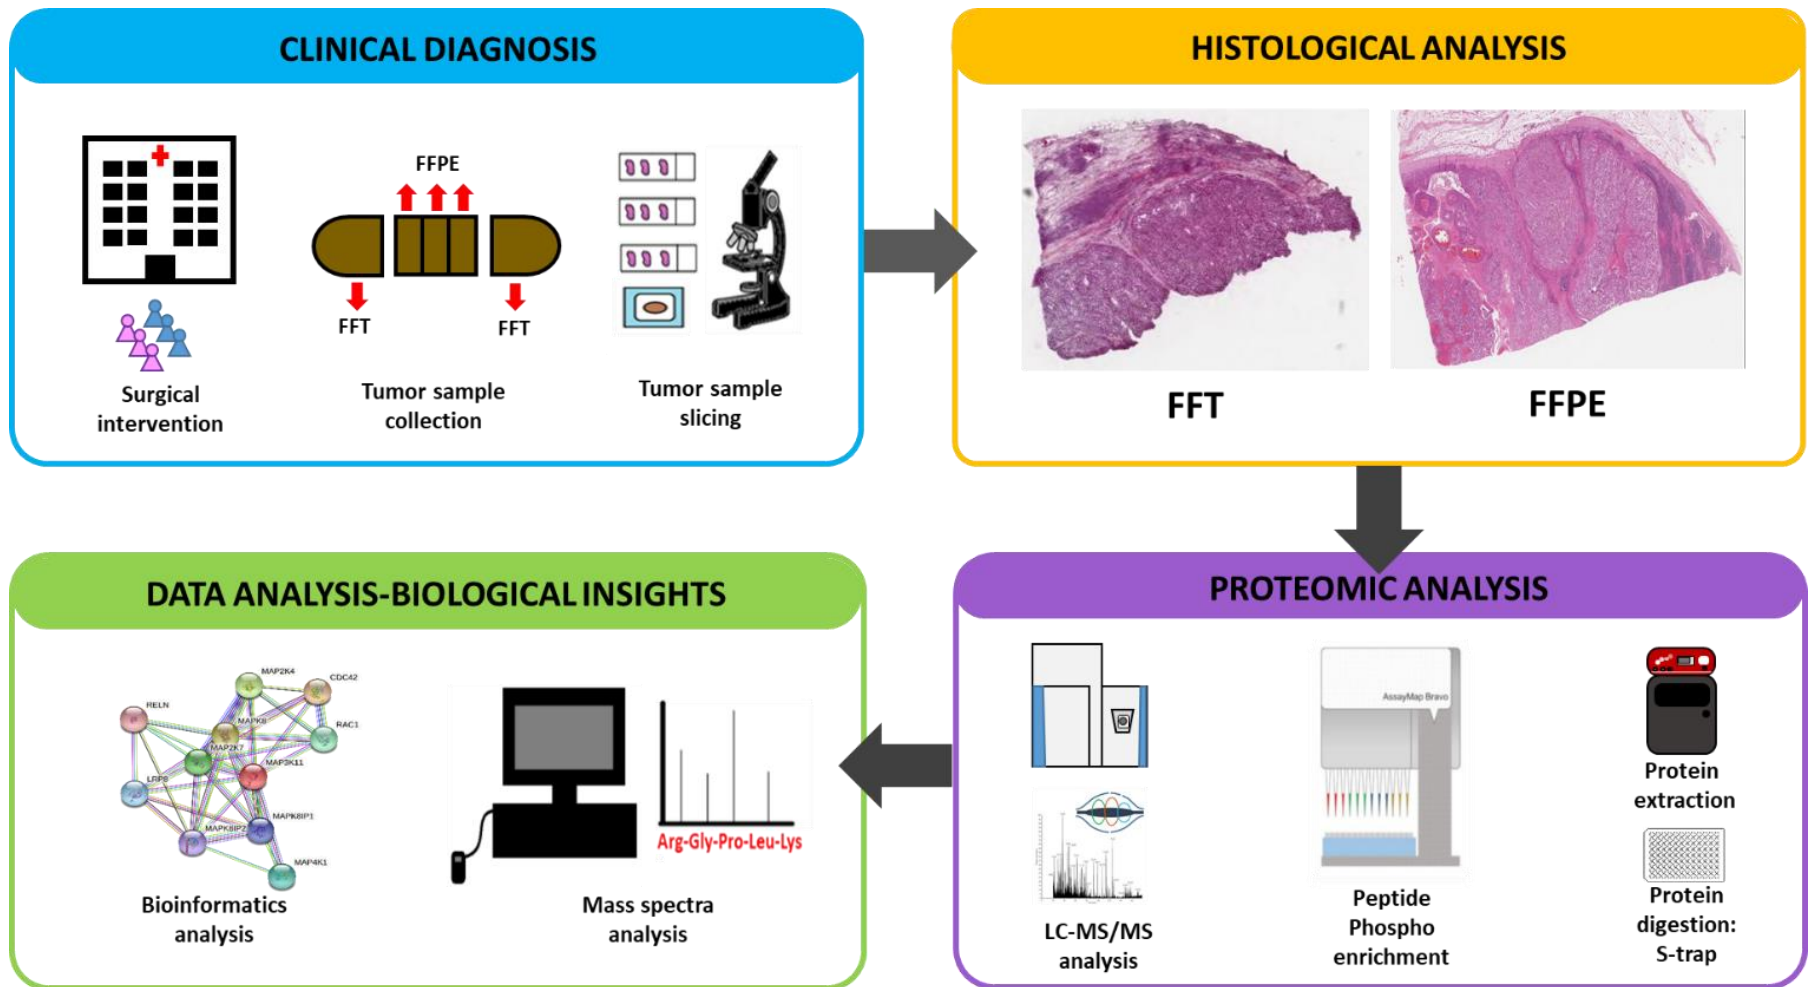 CLINICAL DIAGNOSIS
FFPE
FFT
FFT
Surgical
intervention
Tumor sample
collection
Tumor sample
slicing
HISTOLOGICAL ANALYSIS
FFT
FFPE
DATA ANALYSIS-BIOLOGICAL INSIGHTS
MAP2K4
CDC42
RELN
MAPK8
RAC1
MAP2K7
MAP3K11
LRP8
MAPK8IP2
MAPK8IP1
MAP4K1
Arg-Gly-Pro-Leu-Lys
Bioinformatics
analysis
Mass spectra
analysis
PROTEOMIC ANALYSIS
AssayMap Bravo
LC-MS/MS
analysis
Peptide
Phospho
enrichment
Protein
extraction
Protein
digestion:
S-trap